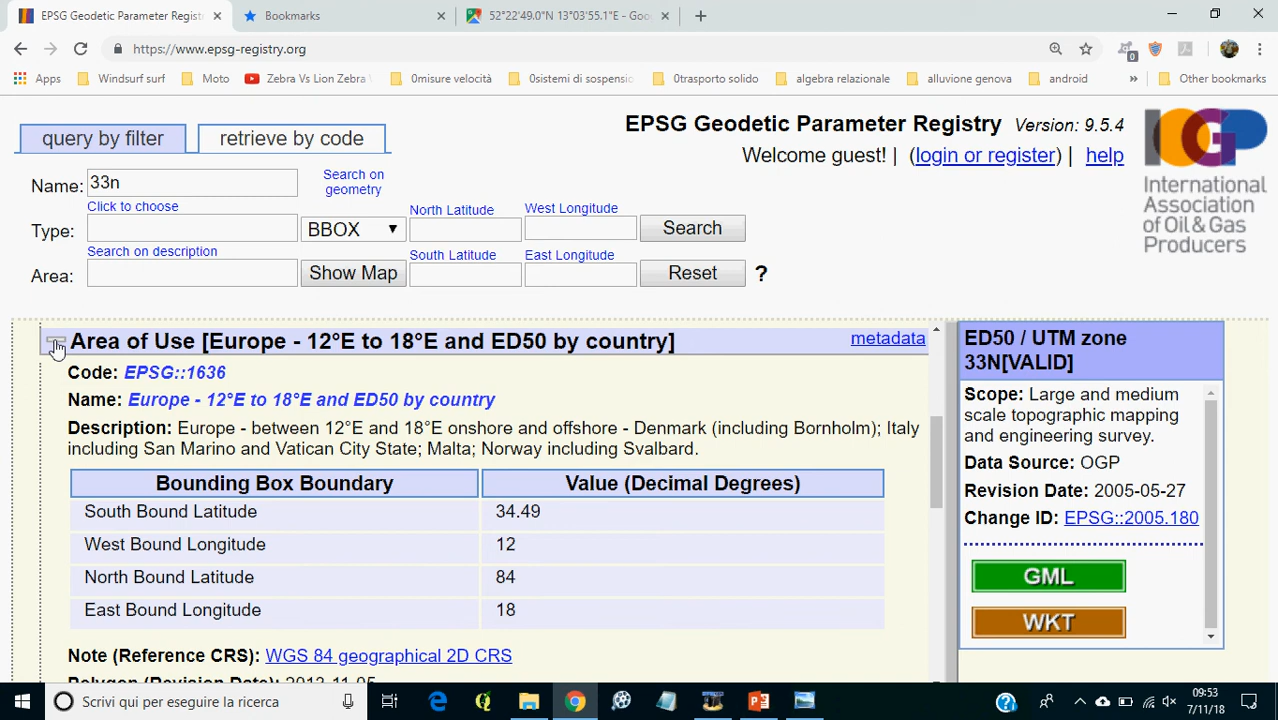 EPSG Geodetic Parameter Registr
Bookmarks
52°22'49.0"N 13°03'55.1"E - Goo
https://www.epsg-registry.org
Apps
Windsurf surf
Moto
Zebra Vs Lion Zebra
0misure velocità
0sistemi di sospensio
0trasporto solido
algebra relazionale
alluvione genova
android
»
Other bookmarks
0
query by filter
retrieve by code
EPSG Geodetic Parameter Registry Version: 9.5.4
Welcome guest! | (login or register) | help
IOGP
International
Association
of Oil & Gas
Producers
Name: 33n
Search on
geometry
Click to choose
North Latitude
West Longitude
Type:
BBOX
Search
Search on description
South Latitude
East Longitude
Area:
Show Map
Reset
?
Area of Use [Europe - 12°E to 18°E and ED50 by country]
metadata
Code: EPSG::1636
Name: Europe - 12°E to 18°E and ED50 by country
Description: Europe - between 12°E and 18°E onshore and offshore - Denmark (including Bornholm); Italy
including San Marino and Vatican City State; Malta; Norway including Svalbard.
Bounding Box Boundary
Value (Decimal Degrees)
South Bound Latitude
34.49
West Bound Longitude
12
North Bound Latitude
84
East Bound Longitude
18
Note (Reference CRS): WGS 84 geographical 2D CRS
Polygon (Revision Date): 2012-11-05
ED50 / UTM zone
33N[VALID]
Scope: Large and medium
scale topographic mapping
and engineering survey.
Data Source: OGP
Revision Date: 2005-05-27
Change ID: EPSG::2005.180
GML
WKT
Scrivi qui per eseguire la ricerca
09:53
7/11/18